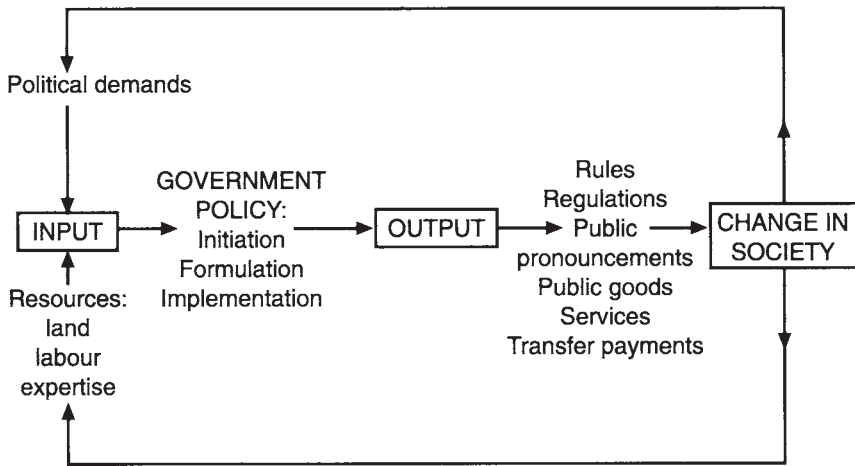 Political demands
INPUT
Resources:
land
labour
expertise
GOVERNMENT
POLICY:
Initiation
Formulation
Implementation
OUTPUT
Rules
Regulations
Public
pronouncements
Public goods
Services
Transfer payments
CHANGE IN
SOCIETY